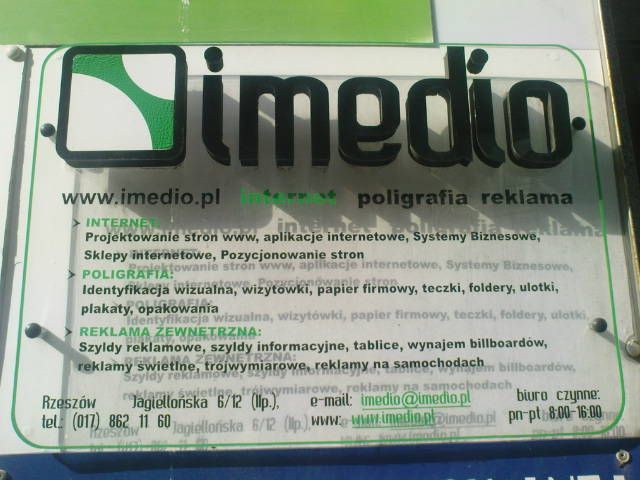 imedio
www.imedio.pl internet poligrafia reklama
INTERNET:
Projektowanie stron www, aplikacje internetowe, Systemy Biznesowe,
Sklepy internetowe, Pozycjonowanie stron
POLIGRAFIA:
Identyfikacja wizualna, wizytówki, papier firmowy, teczki, foldery, ulotki,
plakaty, opakowania
REKLAMA ZEWNĘTRZNA:
Szyldy reklamowe, szyldy informacyjne, tablice, wynajem billboardów,
reklamy świetlne, trójwymiarowe, reklamy na samochodach
Rzeszów Jagiellońska 6/12 (IIp.), e-mail: imedio@imedio.pl biuro czynne:
tel.: (017) 862 11 60 www: www.imedio.pl pn-pt 8:00-16:00